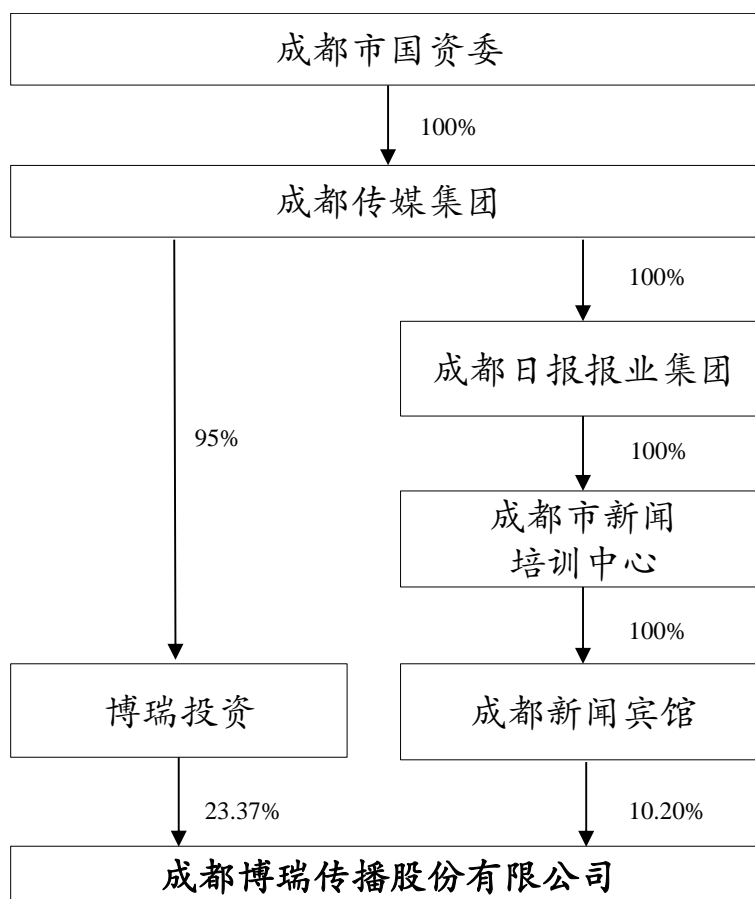 成都市国资委
100%
成都传媒集团
100%
成都日报报业集团
95%
100%
成都市新闻
培训中心
100%
博瑞投资
成都新闻宾馆
23.37%
10.20%
成都博瑞传播股份有限公司